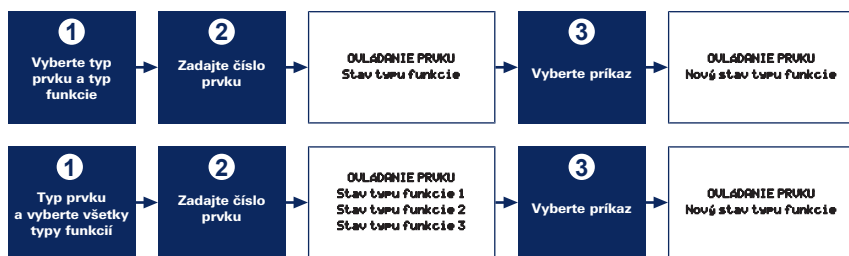 1
Vyberte typ
prvku a typ
funkcie
2
Zadajte číslo
prvku
OVLÁDANIE PRVKU
Stav typu funkcie
3
Vyberte príkaz
OVLÁDANIE PRVKU
Nový stav typu funkcie
1
Typ prvku
a vyberte všetky
typy funkcií
2
Zadajte číslo
prvku
OVLÁDANIE PRVKU
Stav typu funkcie 1
Stav typu funkcie 2
Stav typu funkcie 3
3
Vyberte príkaz
OVLÁDANIE PRVKU
Nový stav typu funkcie